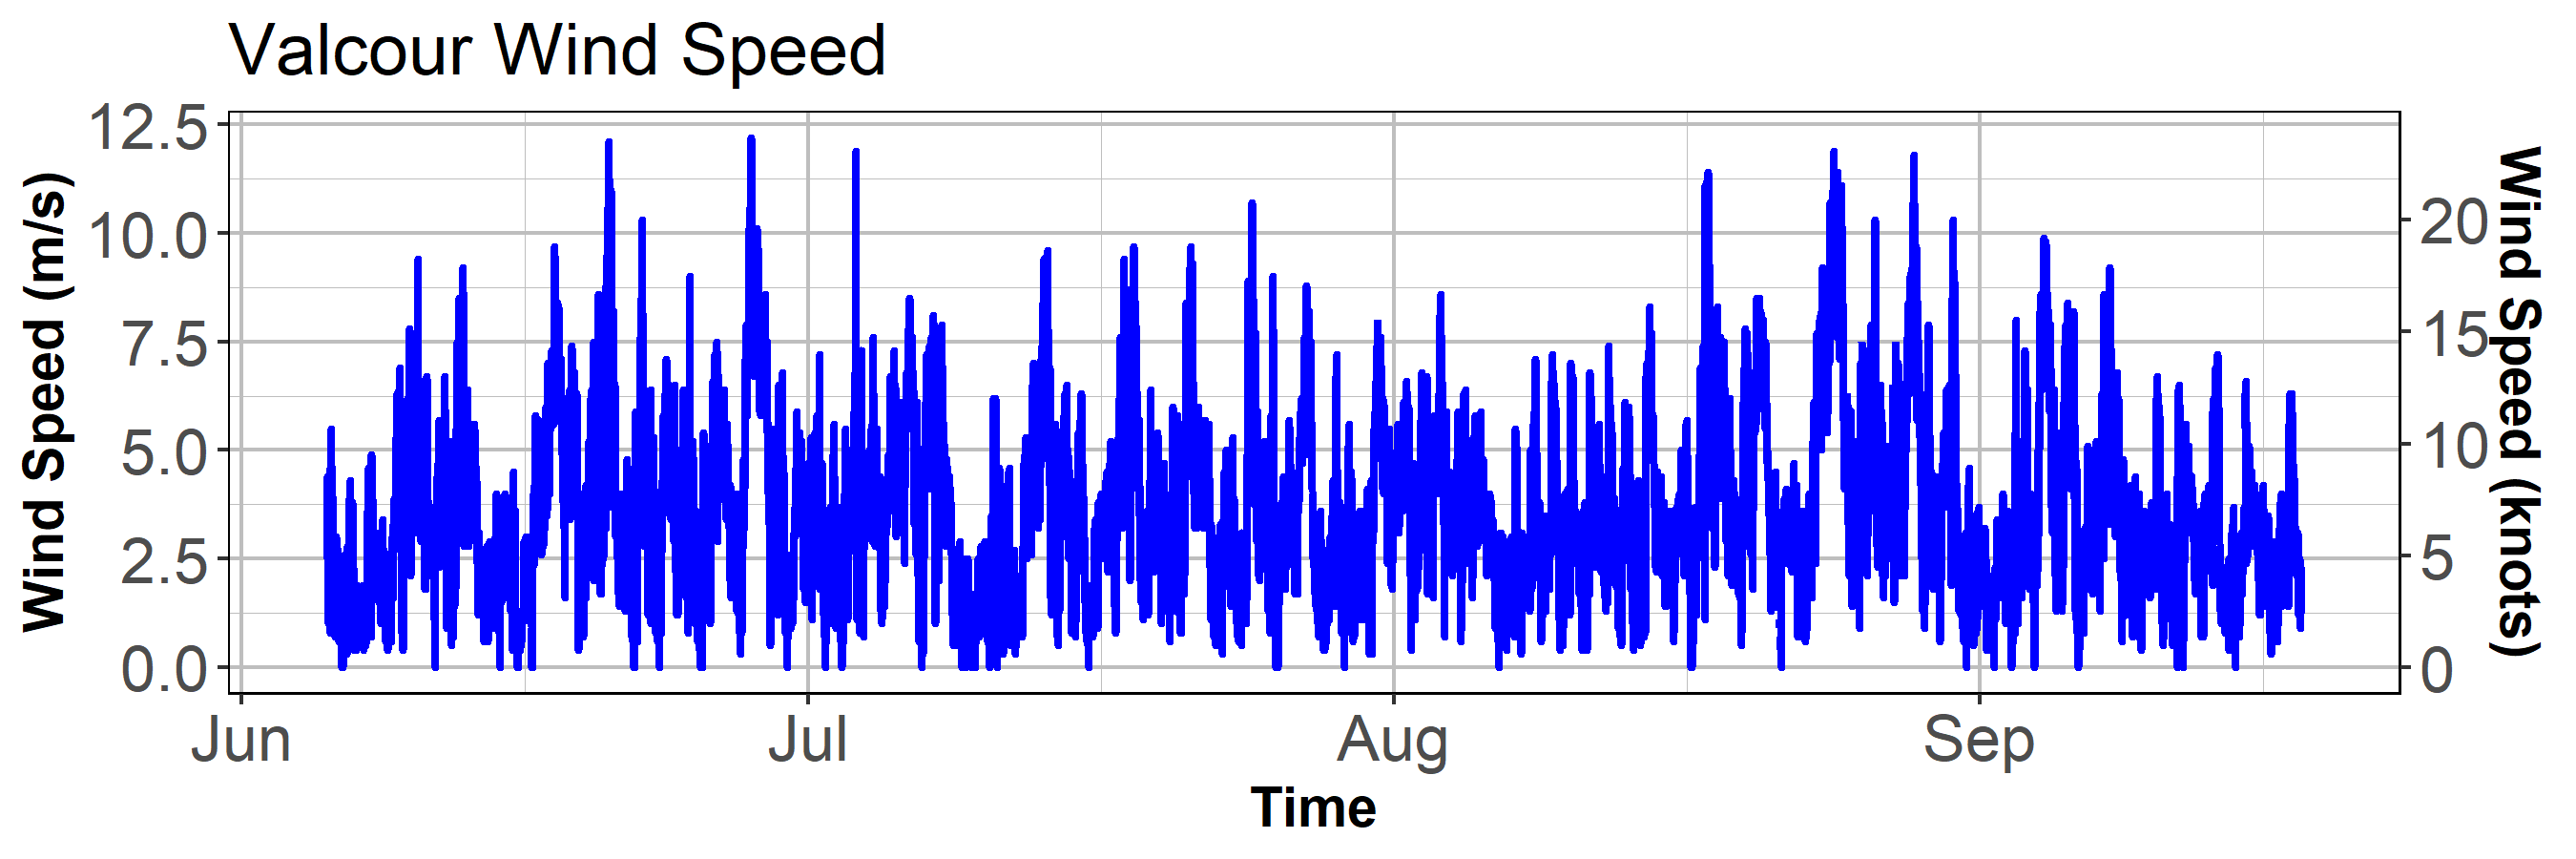 Valcour Wind Speed
Wind Speed (m/s)
12.5
10.0
7.5
5.0
2.5
0.0
20
15
10
5
0
Wind Speed (knots)
Jun
Jul
Aug
Sep
Time